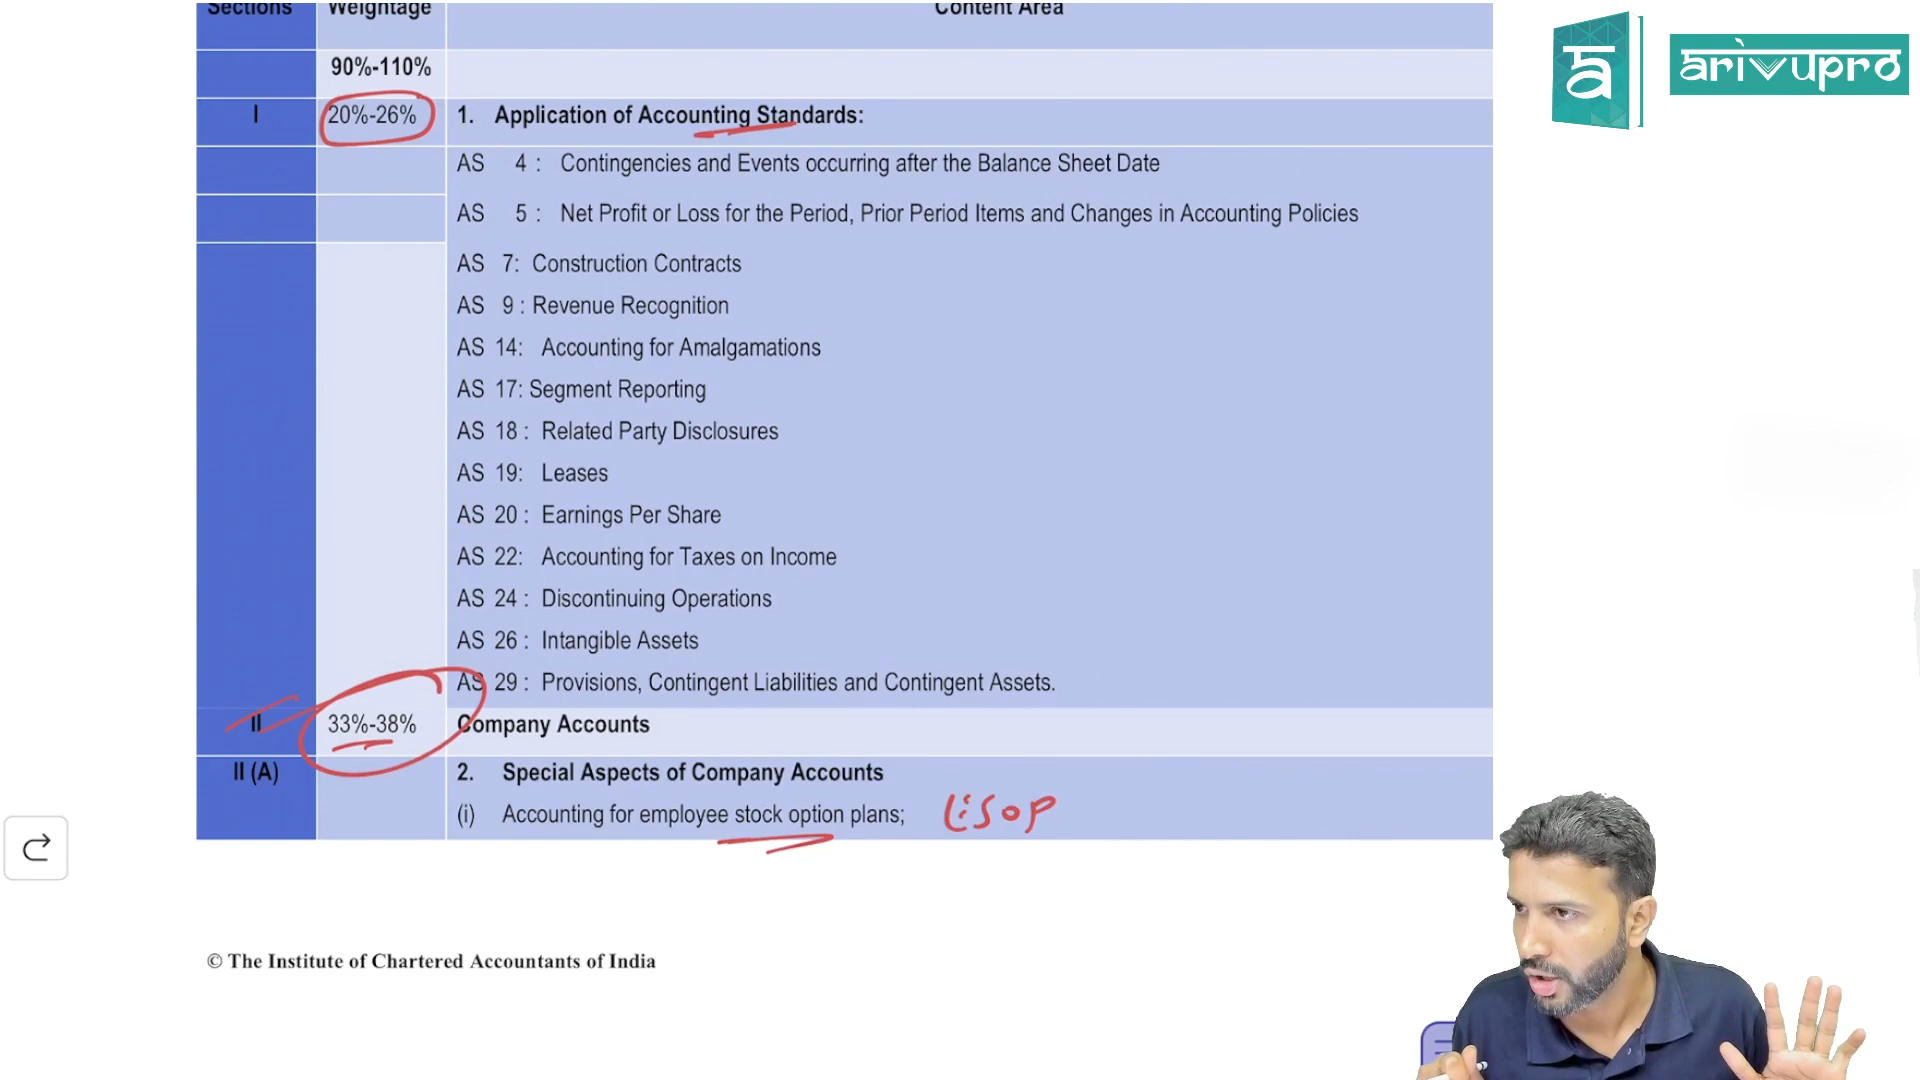 Sections Weightage Content Area
90%-110%
I 20%-26% 1. Application of Accounting Standards:
AS 4 : Contingencies and Events occurring after the Balance Sheet Date
AS 5 : Net Profit or Loss for the Period, Prior Period Items and Changes in Accounting Policies
AS 7: Construction Contracts
AS 9 : Revenue Recognition
AS 14: Accounting for Amalgamations
AS 17: Segment Reporting
AS 18 : Related Party Disclosures
AS 19: Leases
AS 20 : Earnings Per Share
AS 22: Accounting for Taxes on Income
AS 24 : Discontinuing Operations
AS 26 : Intangible Assets
AS 29 : Provisions, Contingent Liabilities and Contingent Assets.
II 33%-38% Company Accounts
II (A) 2. Special Aspects of Company Accounts
(i) Accounting for employee stock option plans; ESOP
© The Institute of Chartered Accountants of India
a
arivupro